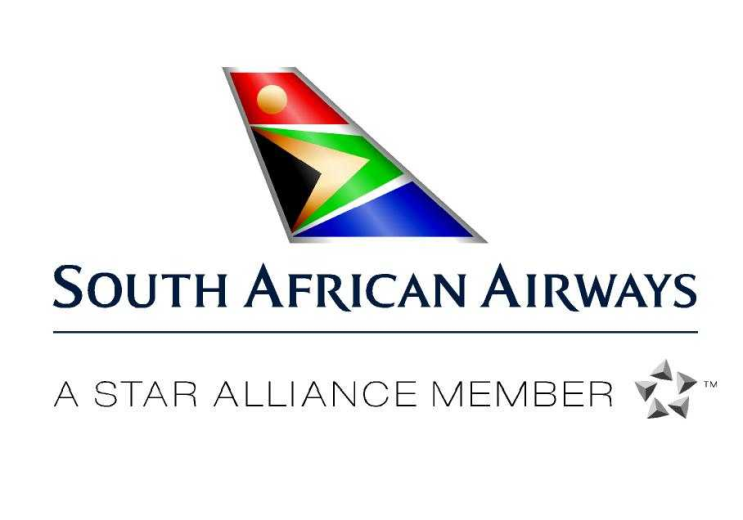 SOUTH AFRICAN AIRWAYS
A STAR ALLIANCE MEMBER ™